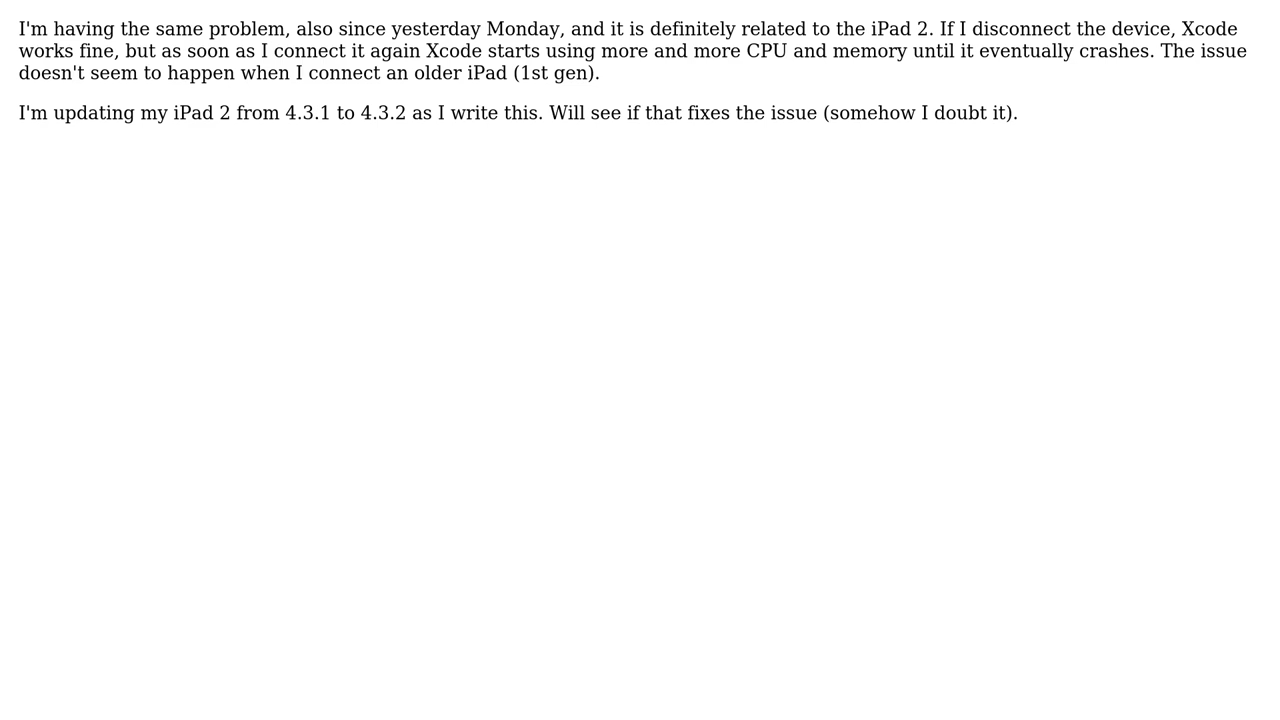 I'm having the same problem, also since yesterday Monday, and it is definitely related to the iPad 2. If I disconnect the device, Xcode
works fine, but as soon as I connect it again Xcode starts using more and more CPU and memory until it eventually crashes. The issue
doesn't seem to happen when I connect an older iPad (1st gen).
I'm updating my iPad 2 from 4.3.1 to 4.3.2 as I write this. Will see if that fixes the issue (somehow I doubt it).